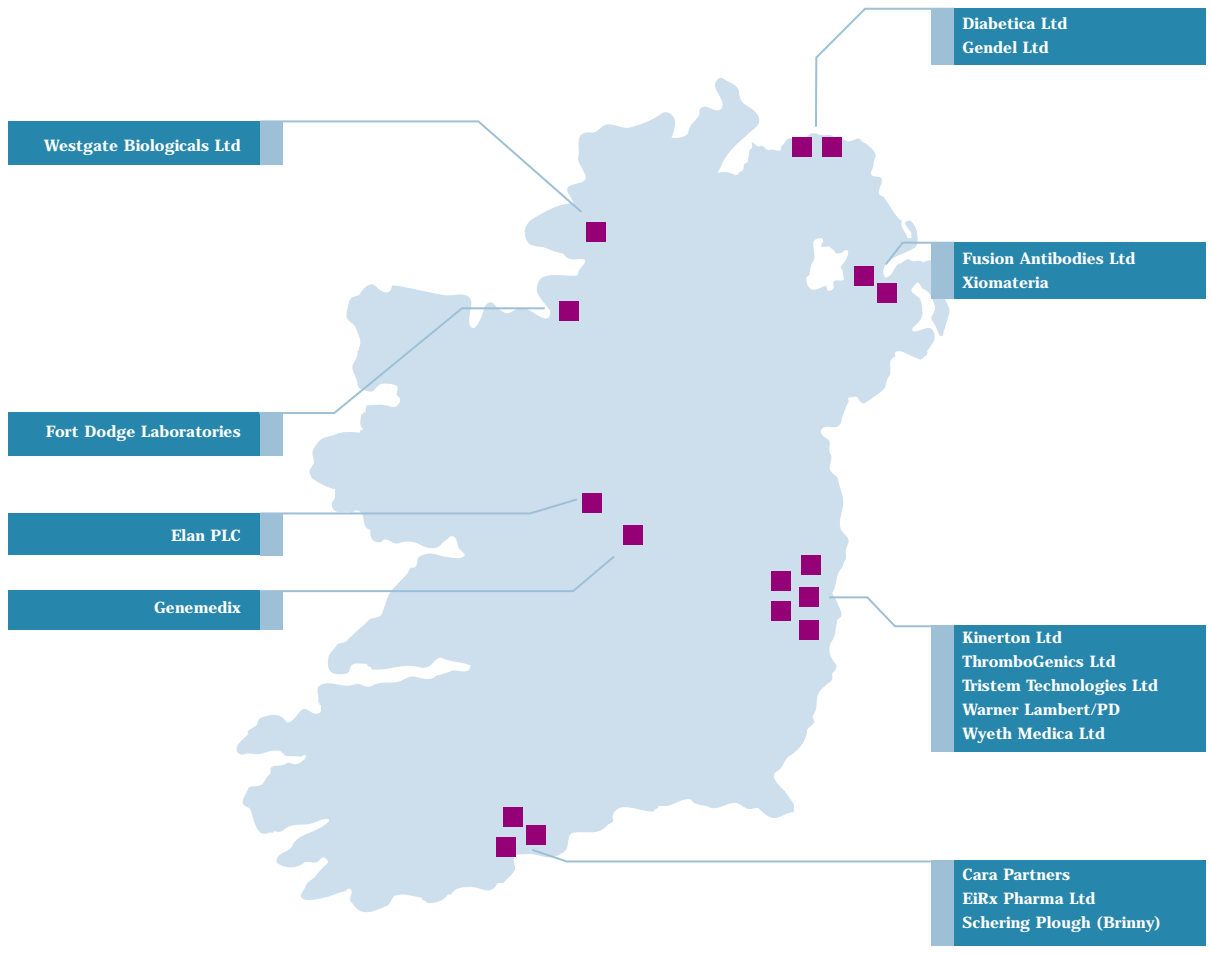 Diabetica Ltd
Gendel Ltd
Westgate Biologicals Ltd
Fusion Antibodies Ltd
Xiomateria
Fort Dodge Laboratories
Elan PLC
Genemedix
Kinerton Ltd
ThromboGenics Ltd
Tristem Technologies Ltd
Warner Lambert/PD
Wyeth Medica Ltd
Cara Partners
EiRx Pharma Ltd
Schering Plough (Brinny)